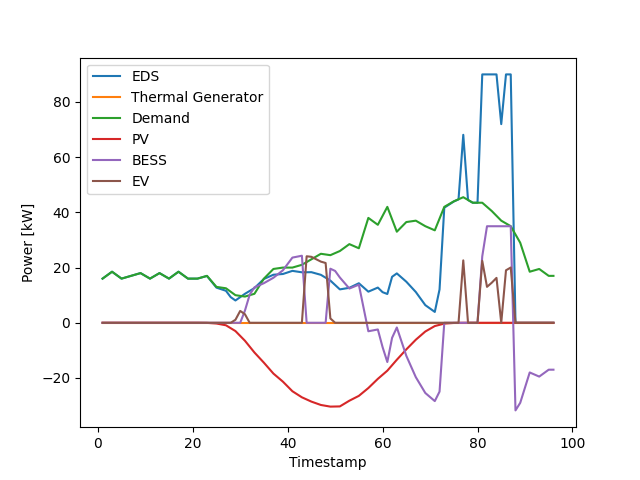 EDS
Thermal Generator
Demand
PV
BESS
EV
Power [kW]
80
60
40
20
0
−20
0 20 40 60 80 100
Timestamp